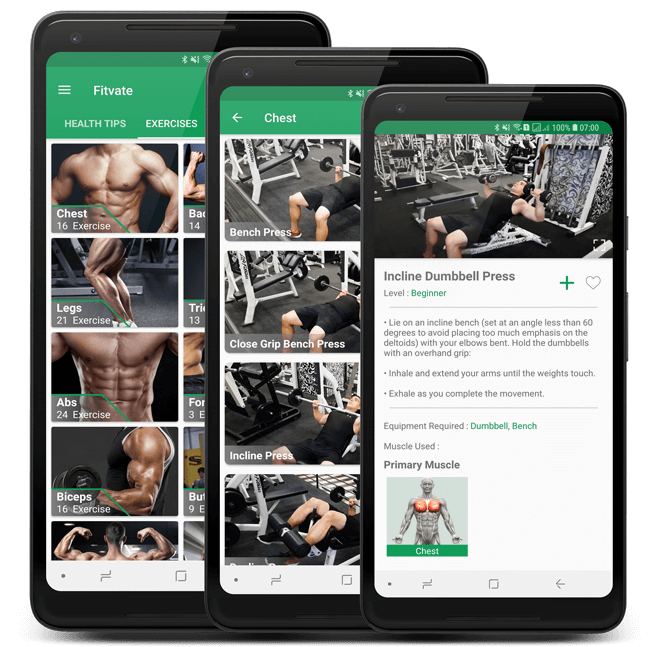 Fitvate
HEALTH TIPS
EXERCISES
Chest
16 Exercise
14
Legs
21 Exercise
13
Abs
24 Exercise
3 E
Biceps
16 Exercise
9 E
Chest
Bench Press
Close Grip Bench Press
Incline Press
100% 07:00
Incline Dumbbell Press
Level : Beginner
• Lie on an incline bench (set at an angle less than 60
degrees to avoid placing too much emphasis on the
deltoids) with your elbows bent. Hold the dumbbells
with an overhand grip:
• Inhale and extend your arms until the weights touch.
• Exhale as you complete the movement.
Equipment Required : Dumbbell, Bench
Muscle Used :
Primary Muscle
Chest